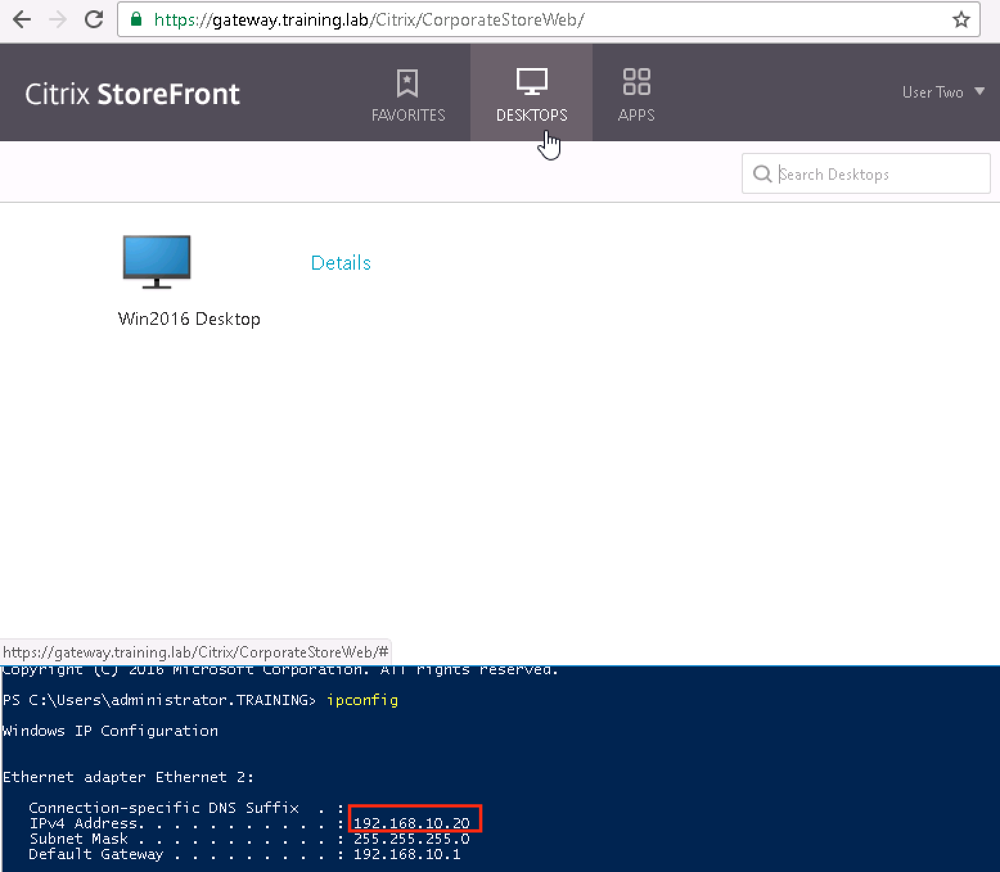 https://gateway.training.lab/Citrix/CorporateStoreWeb/
Citrix StoreFront
FAVORITES
DESKTOPS
APPS
User Two
Search Desktops
Details
Win2016 Desktop
https://gateway.training.lab/Citrix/CorporateStoreWeb/#
Copyright (C) 2016 Microsoft Corporation. All rights reserved.
PS C:\Users\administrator.TRAINING> ipconfig
Windows IP Configuration
Ethernet adapter Ethernet 2:
Connection-specific DNS Suffix . :
IPv4 Address. . . . . . . . . . . : 192.168.10.20
Subnet Mask . . . . . . . . . . . : 255.255.255.0
Default Gateway . . . . . . . . . : 192.168.10.1